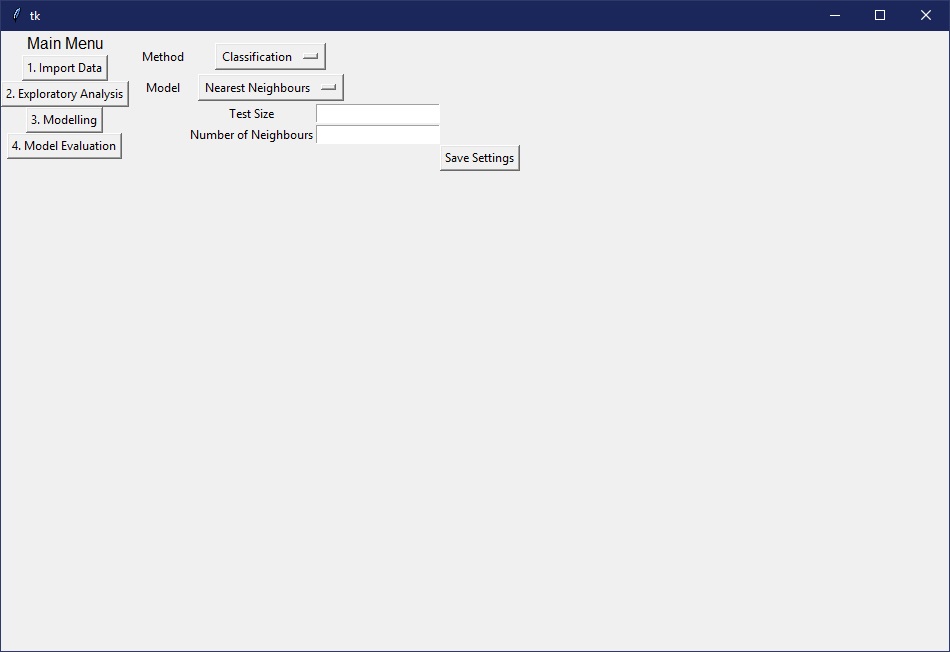 tk
Main Menu
1. Import Data
2. Exploratory Analysis
3. Modelling
4. Model Evaluation
Method Classification
Model Nearest Neighbours
Test Size
Number of Neighbours
Save Settings